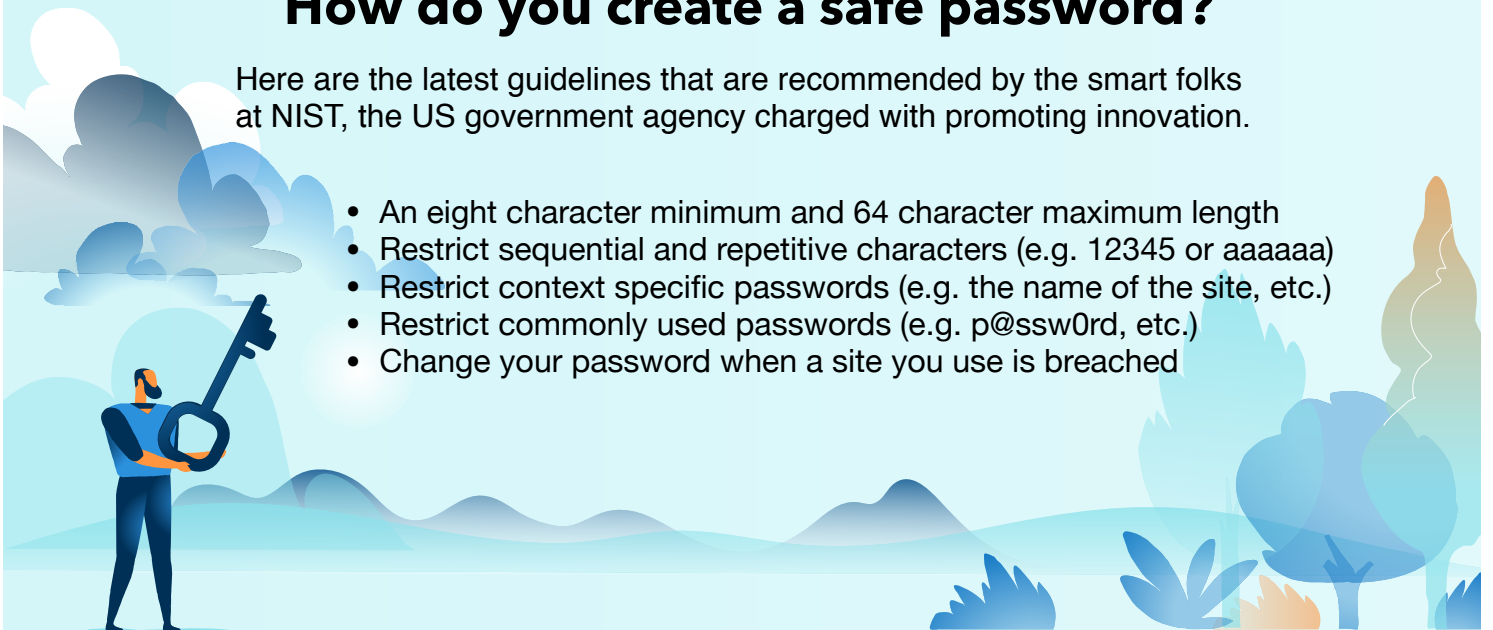 How do you create a safe password?
Here are the latest guidelines that are recommended by the smart folks
at NIST, the US government agency charged with promoting innovation.
• An eight character minimum and 64 character maximum length
• Restrict sequential and repetitive characters (e.g. 12345 or aaaaaa)
• Restrict context specific passwords (e.g. the name of the site, etc.)
• Restrict commonly used passwords (e.g. p@ssw0rd, etc.)
• Change your password when a site you use is breached